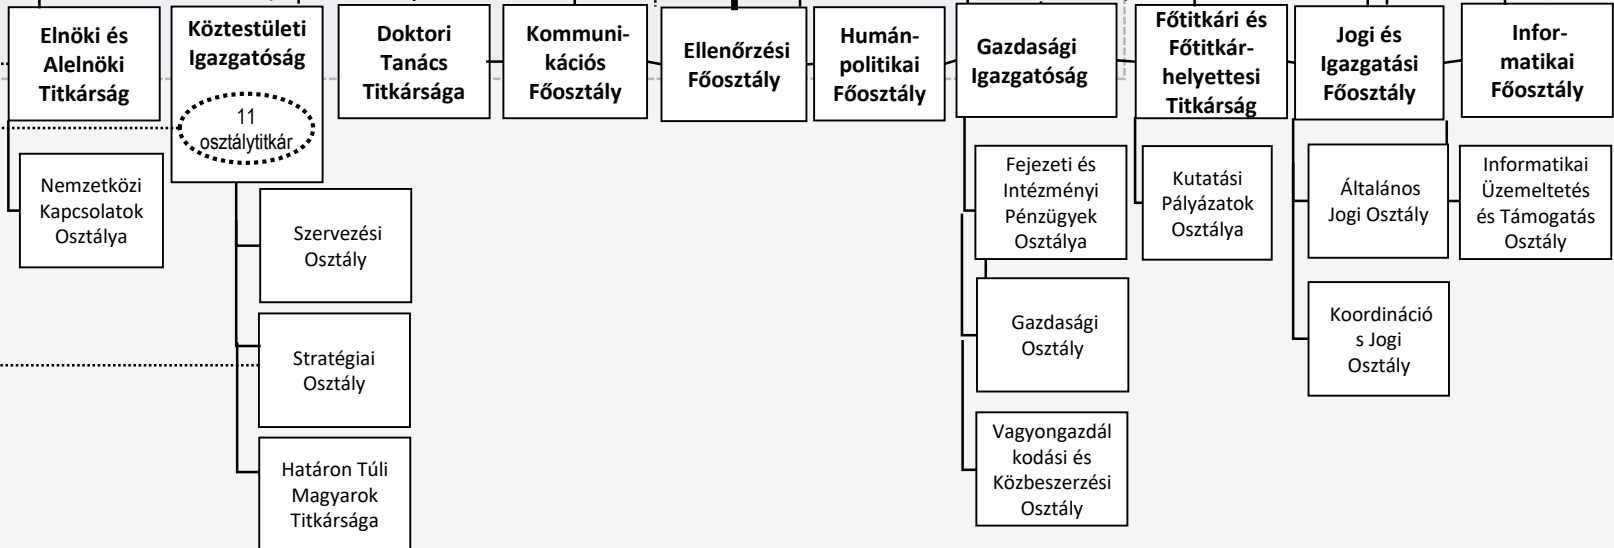 Elnöki és
Alelnöki
Titkárság
Köztestületi
Igazgatóság
11
osztálytitkár
Doktori
Tanács
Titkársága
Kommuni-
kációs
Főosztály
Ellenőrzési
Főosztály
Humán-
politikai
Főosztály
Gazdasági
Igazgatóság
Főtitkári és
Főtitkár-
helyettesi
Titkárság
Jogi és
Igazgatási
Főosztály
Infor-
matikai
Főosztály
Nemzetközi
Kapcsolatok
Osztálya
Szervezési
Osztály
Stratégiai
Osztály
Határon Túli
Magyarok
Titkársága
Fejezeti és
Intézményi
Pénzügyek
Osztálya
Gazdasági
Osztály
Vagyongazdál
kodási és
Közbeszerzési
Osztály
Kutatási
Pályázatok
Osztálya
Általános
Jogi Osztály
Koordináció
s Jogi
Osztály
Informatikai
Üzemeltetés
és Támogatás
Osztály